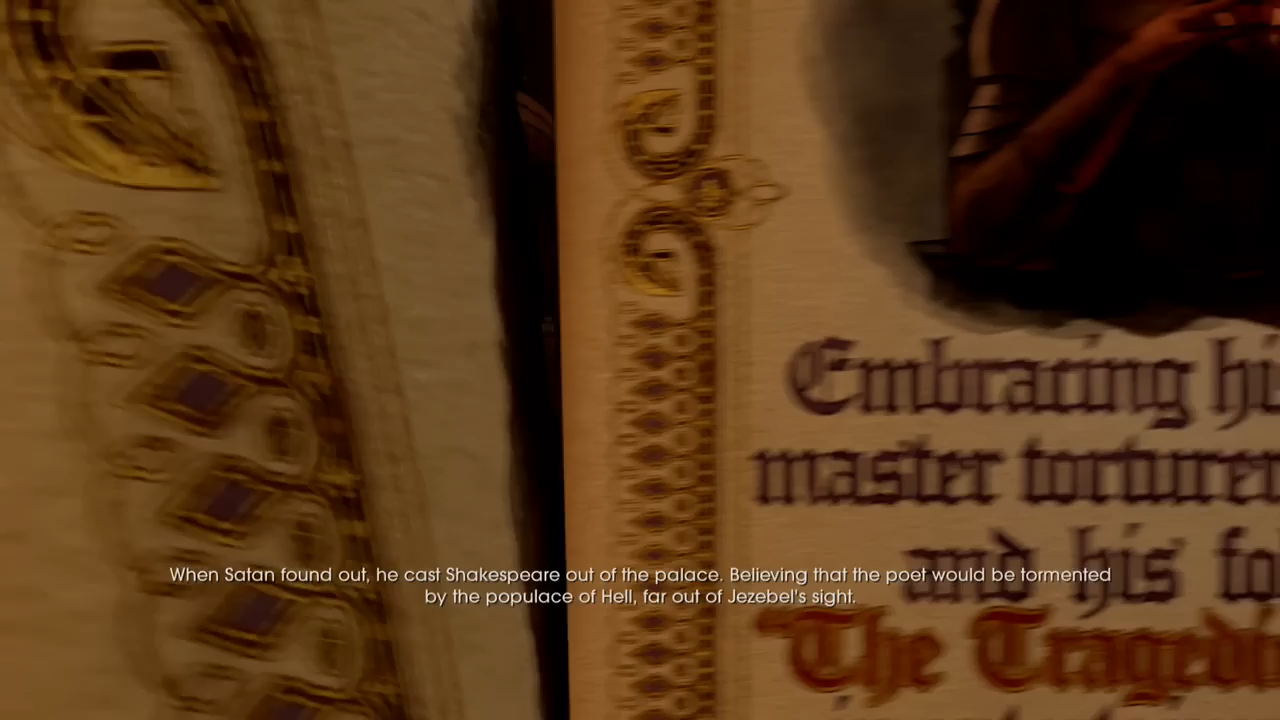 Embracing hi
master torturer
and his' fo
The Tragedi
When Satan found out, he cast Shakespeare out of the palace. Believing that the poet would be tormented
by the populace of Hell, far out of Jezebel's sight.